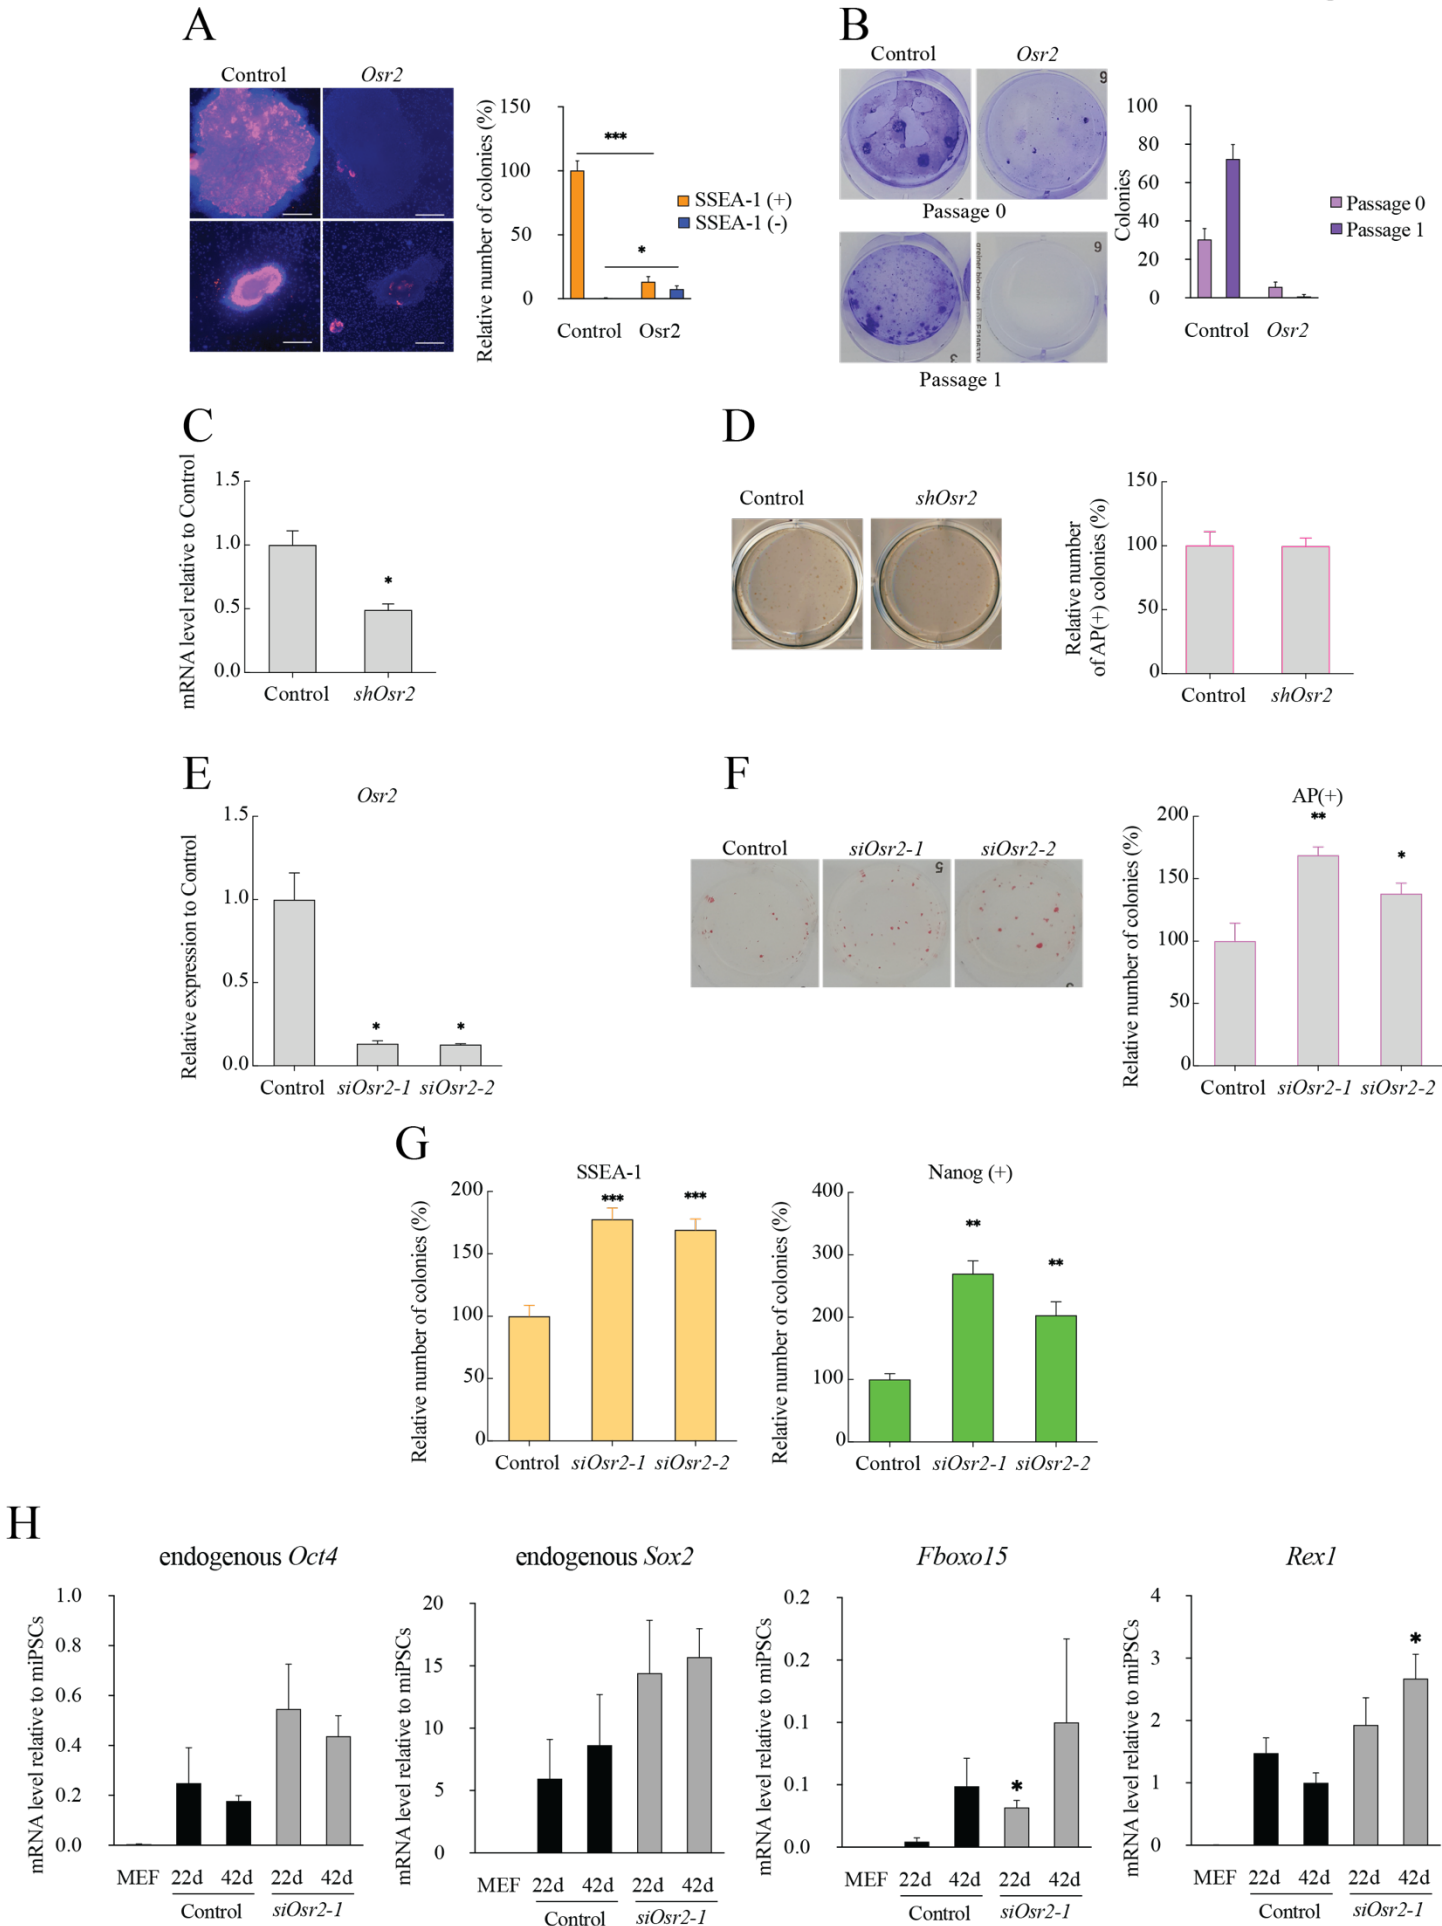 A
Control
Osr2
Relative number of colonies (%)
150
100
50
0
***
*
SSEA-1 (+)
SSEA-1 (-)
Control
Osr2
B
Control
Osr2
6
Passage 0
3
6
Passage 1
Colonies
100
80
60
40
20
0
Passage 0
Passage 1
Control
Osr2
C
mRNA level relative to Control
1.5
1.0
0.5
0.0
*
Control
shOsr2
D
Control
shOsr2
Relative number
of AP(+) colonies (%)
150
100
50
0
Control
shOsr2
E
Osr2
Relative expression to Control
1.5
1.0
0.5
0.0
*
*
Control
siOsr2-1
siOsr2-2
F
Control
siOsr2-1
siOsr2-2
5
AP(+)
Relative number of colonies (%)
200
150
100
50
0
**
*
Control
siOsr2-1
siOsr2-2
G
SSEA-1
Relative number of colonies (%)
200
150
100
50
0
***
***
Control
siOsr2-1
siOsr2-2
Nanog (+)
Relative number of colonies (%)
400
300
200
100
0
**
**
Control
siOsr2-1
siOsr2-2
H
endogenous Oct4
mRNA level relative to miPSCs
1.0
0.8
0.6
0.4
0.2
0.0
MEF
22d
42d
22d
42d
Control
siOsr2-1
endogenous Sox2
mRNA level relative to miPSCs
20
15
10
5
0
MEF
22d
42d
22d
42d
Control
siOsr2-1
Fboxo15
mRNA level relative to miPSCs
0.2
0.2
0.1
0.1
0.0
*
MEF
22d
42d
22d
42d
Control
siOsr2-1
Rex1
mRNA level relative to miPSCs
4
3
2
1
0
*
MEF
22d
42d
22d
42d
Control
siOsr2-1